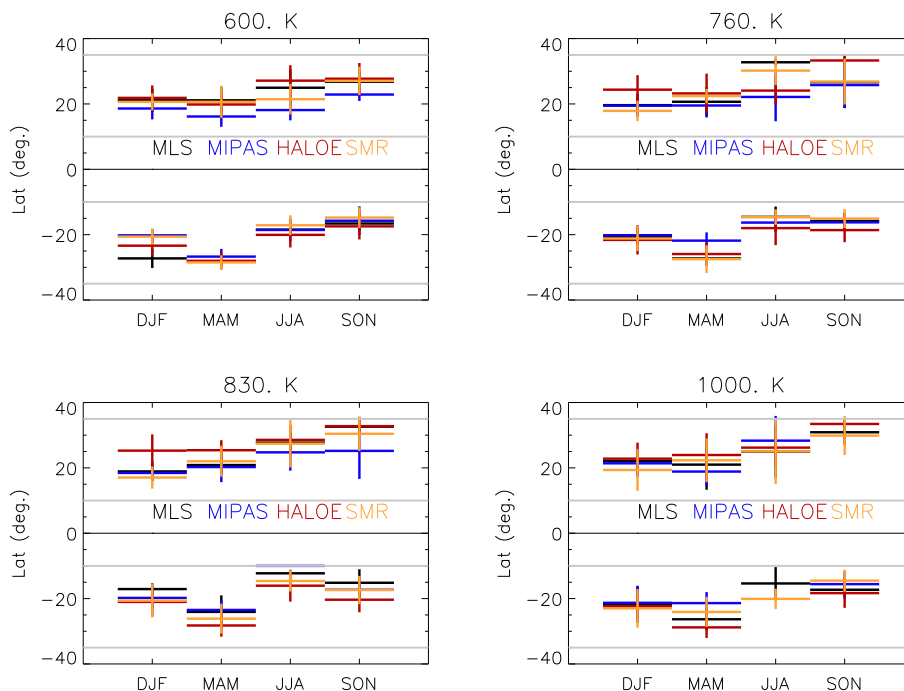 600. K
760. K
Lat (deg.)
40
20
0
-20
-40
MLS MIPAS HALOE SMR
DJF MAM JJA SON
Lat (deg.)
40
20
0
-20
-40
MLS MIPAS HALOE SMR
DJF MAM JJA SON
830. K
1000. K
Lat (deg.)
40
20
0
-20
-40
MLS MIPAS HALOE SMR
DJF MAM JJA SON
Lat (deg.)
40
20
0
-20
-40
MLS MIPAS HALOE SMR
DJF MAM JJA SON